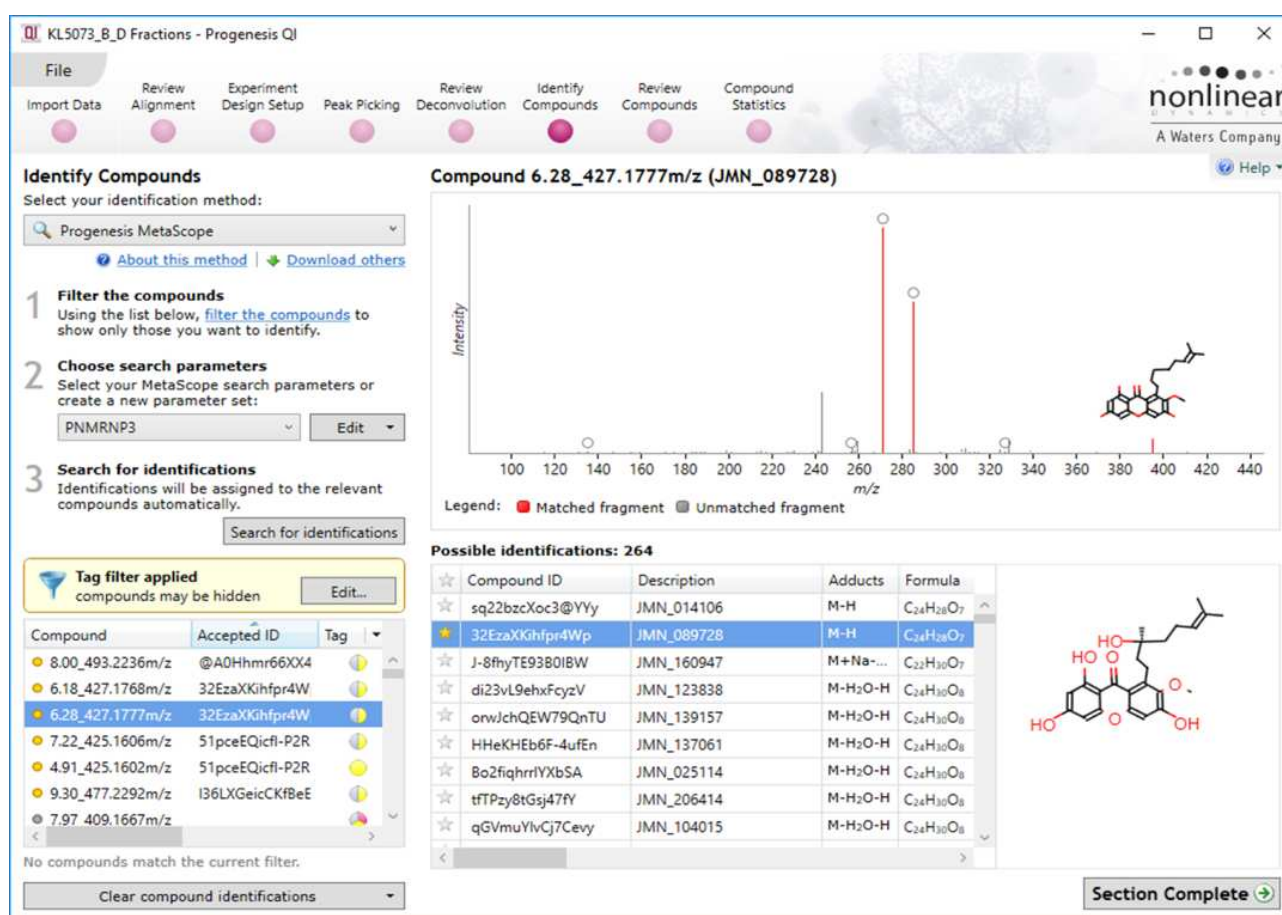 KL5073_B_D Fractions - Progenesis QI
File
Import Data
Review Alignment
Experiment Design Setup
Peak Picking
Review Deconvolution
Identify Compounds
Review Compounds
Compound Statistics
nonlinear
DYNAMICS
A Waters Company
Help
Identify Compounds
Select your identification method:
Progenesis MetaScope
About this method
Download others
1 Filter the compounds
Using the list below, filter the compounds to
show only those you want to identify.
2 Choose search parameters
Select your MetaScope search parameters or
create a new parameter set:
PNMRNP3
Edit
3 Search for identifications
Identifications will be assigned to the relevant
compounds automatically.
Search for identifications
Tag filter applied
compounds may be hidden
Edit...
Compound Accepted ID Tag
8.00_493.2236m/z @A0Hhmr66XX4
6.18_427.1768m/z 32EzaXKihfpr4W
6.28_427.1777m/z 32EzaXKihfpr4W
7.22_425.1606m/z 51pceEQicfI-P2R
4.91_425.1602m/z 51pceEQicfI-P2R
9.30_477.2292m/z I36LXGeicCKfBeE
7.97_409.1667m/z
No compounds match the current filter.
Clear compound identifications
Compound 6.28_427.1777m/z (JMN_089728)
Intensity
100 120 140 160 180 200 220 240 260 280 300 320 340 360 380 400 420 440
m/z
Legend: Matched fragment Unmatched fragment
Possible identifications: 264
Compound ID Description Adducts Formula
sq22bzcXoc3@YYy JMN_014106 M-H C₂₄H₂₈O₇
32EzaXKihfpr4Wp JMN_089728 M-H C₂₄H₂₈O₇
J-8fhyTE93B0IBW JMN_160947 M+Na-... C₂₂H₃₀O₇
di23vL9ehxFcyzV JMN_123838 M-H₂O-H C₂₄H₃₀O₈
orwJchQEW79QnTU JMN_139157 M-H₂O-H C₂₄H₃₀O₈
HHeKHEb6F-4ufEn JMN_137061 M-H₂O-H C₂₄H₃₀O₈
Bo2fiqhrrlYXbSA JMN_025114 M-H₂O-H C₂₄H₃₀O₈
tfTPzy8tGsj47fY JMN_206414 M-H₂O-H C₂₄H₃₀O₈
qGVmuYlvCj7Cevy JMN_104015 M-H₂O-H C₂₄H₃₀O₈
HO
HO O
O
HO O OH
Section Complete